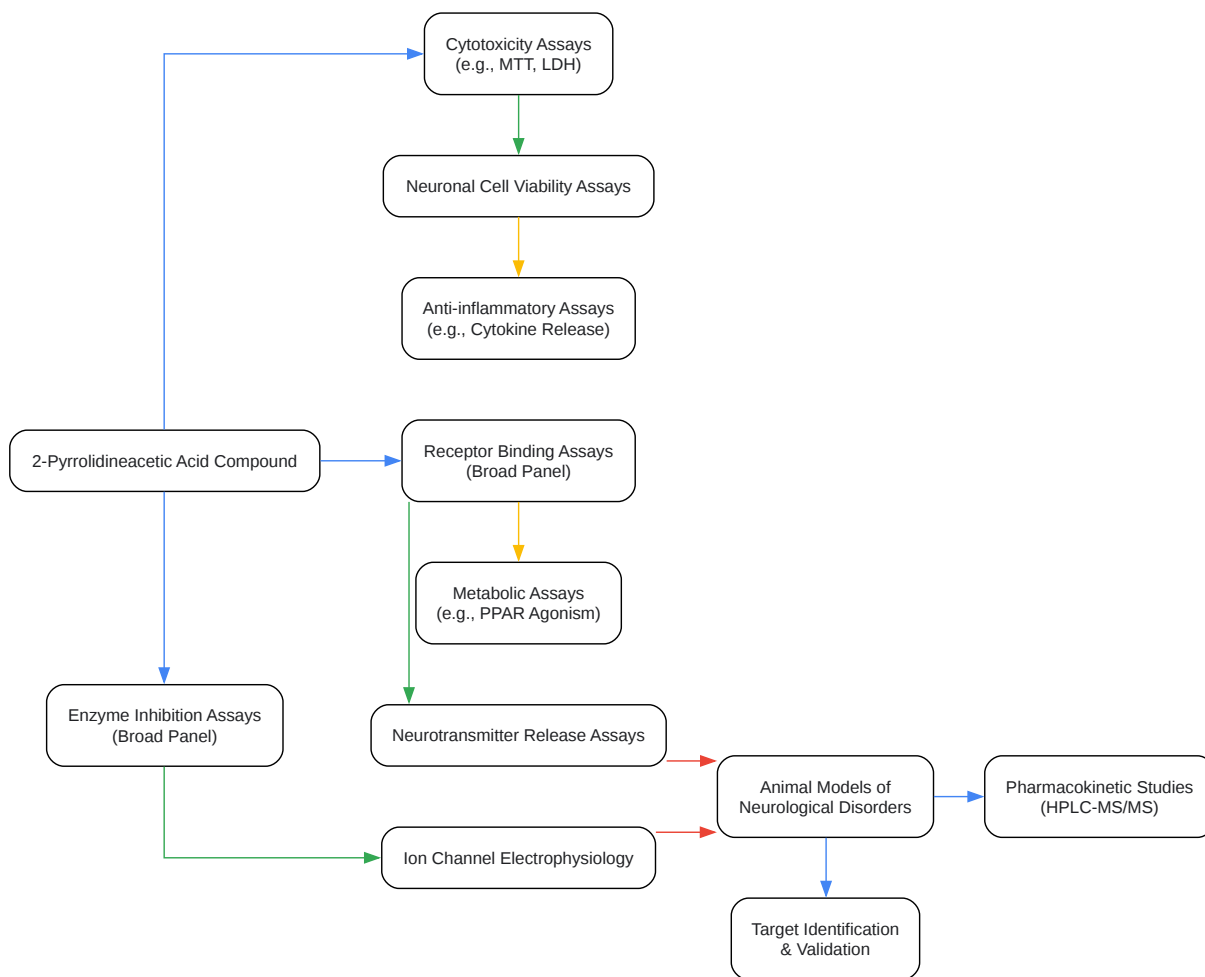 Cytotoxicity Assays
(e.g., MTT, LDH)
Neuronal Cell Viability Assays
Anti-inflammatory Assays
(e.g., Cytokine Release)
2-Pyrrolidineacetic Acid Compound
Receptor Binding Assays
(Broad Panel)
Metabolic Assays
(e.g., PPAR Agonism)
Enzyme Inhibition Assays
(Broad Panel)
Neurotransmitter Release Assays
Animal Models of
Neurological Disorders
Pharmacokinetic Studies
(HPLC-MS/MS)
Ion Channel Electrophysiology
Target Identification
& Validation